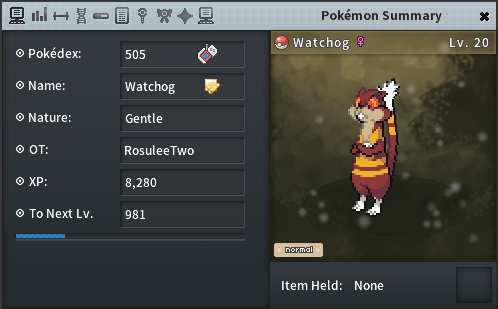 Pokémon Summary
Pokédex: 505
Name: Watchog
Nature: Gentle
OT: RosuleeTwo
XP: 8,280
To Next Lv. 981
Watchog ♀ Lv. 20
normal
Item Held: None